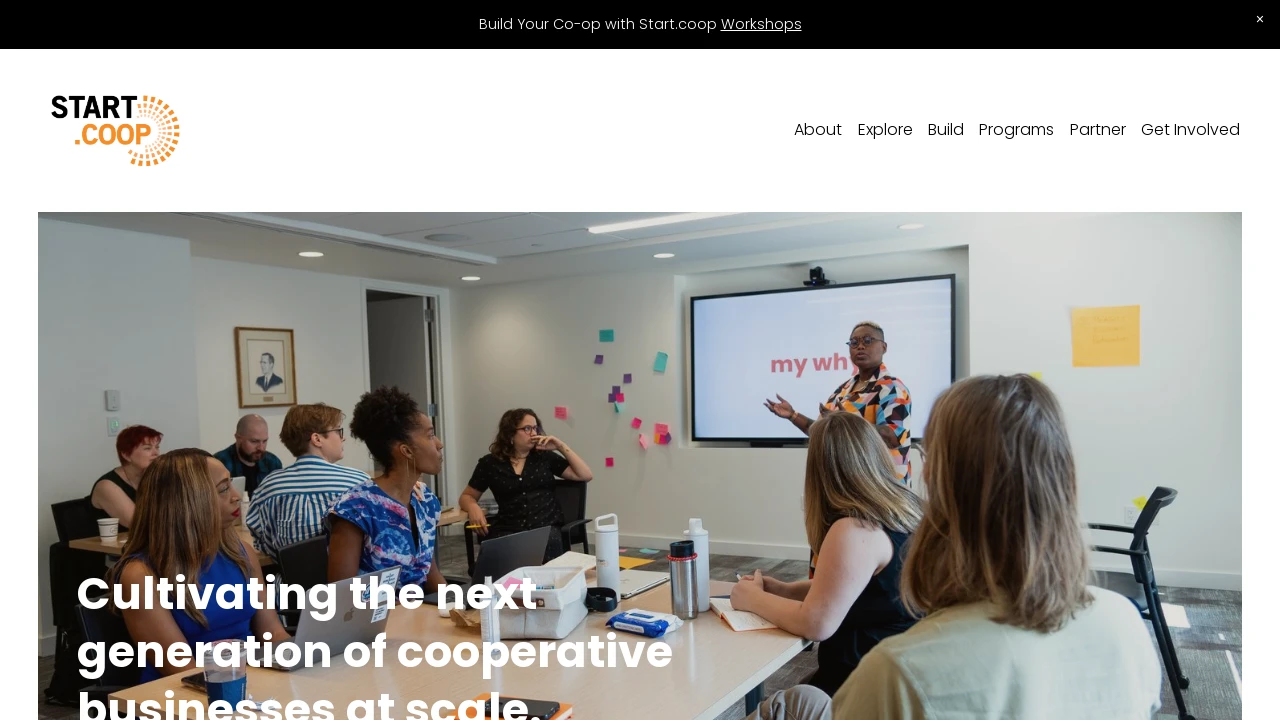 Build Your Co-op with Start.coop Workshops
×
START
.COOP
About Explore Build Programs Partner Get Involved
my why
Cultivating the next
generation of cooperative
businesses at scale.